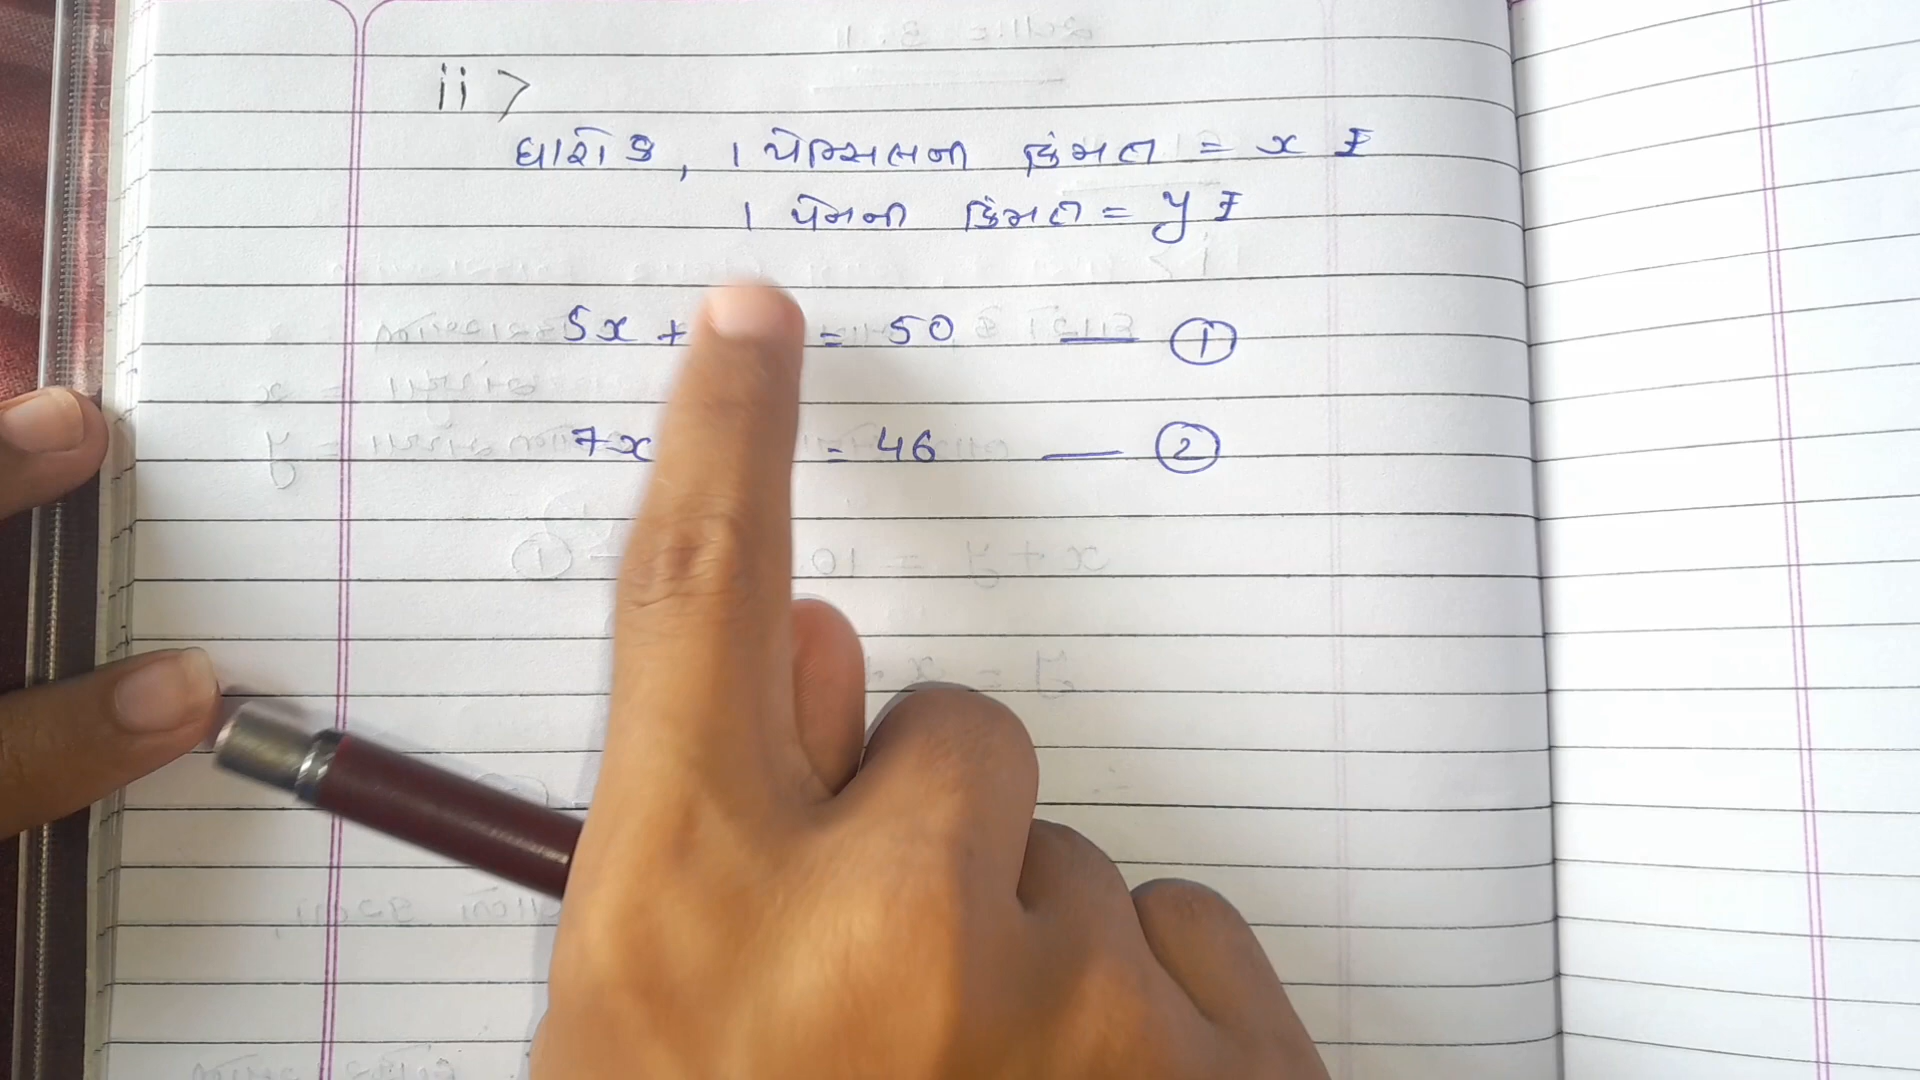 ii >
ધારો કે, 1 પેન્સિલની કિંમત = x ₹
1 પેનની કિંમત = y ₹
5x + = 50 — ①
7x = 46 — ②